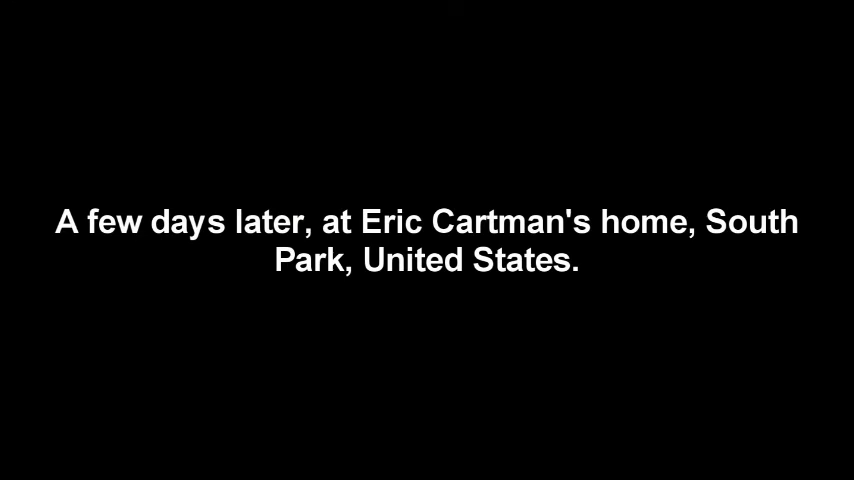 A few days later, at Eric Cartman's home, South
Park, United States.